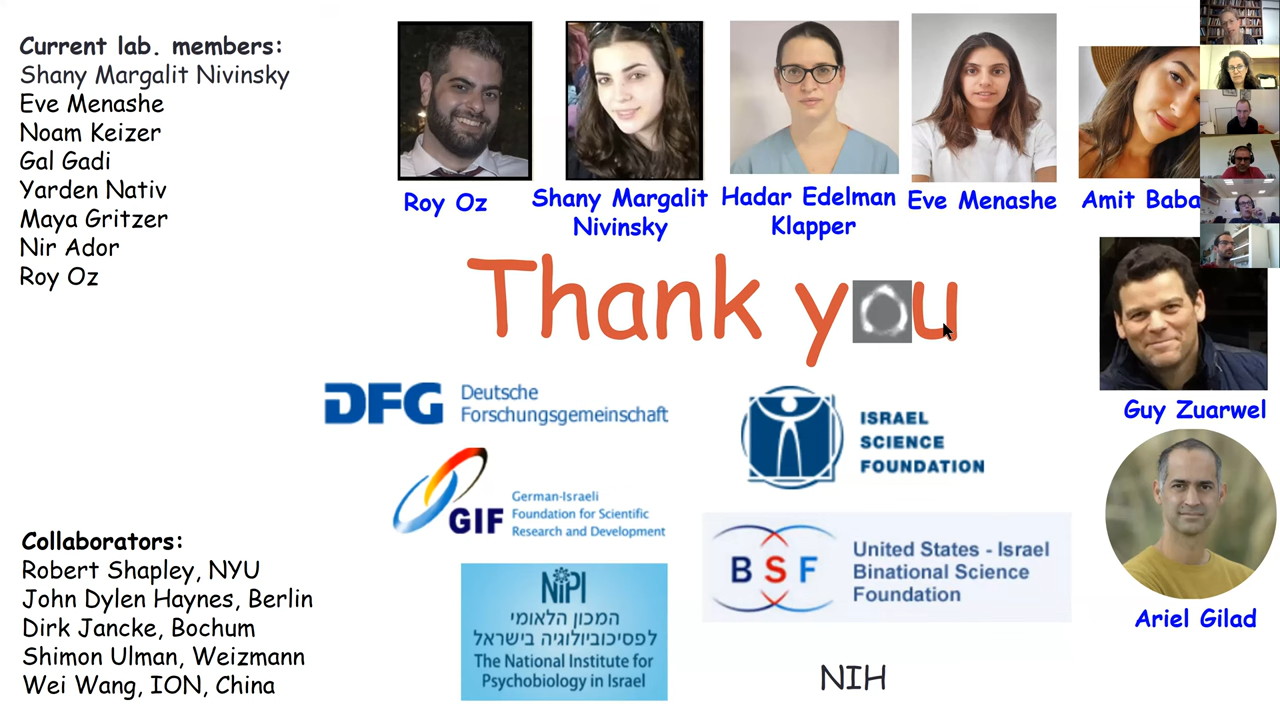 Current lab. members:
Shany Margalit Nivinsky
Eve Menashe
Noam Keizer
Gal Gadi
Yarden Nativ
Maya Gritzer
Nir Ador
Roy Oz
Roy Oz
Shany Margalit
Nivinsky
Hadar Edelman
Klapper
Eve Menashe
Amit Baba
Thank you
Guy Zuarwel
Ariel Gilad
DFG
Deutsche
Forschungsgemeinschaft
ISRAEL
SCIENCE
FOUNDATION
GIF
German-Israeli
Foundation for Scientific
Research and Development
BSF
United States - Israel
Binational Science
Foundation
NiPI
המכון הלאומי
לפסיכוביולוגיה בישראל
The National Institute for
Psychobiology in Israel
NIH
Collaborators:
Robert Shapley, NYU
John Dylen Haynes, Berlin
Dirk Jancke, Bochum
Shimon Ulman, Weizmann
Wei Wang, ION, China